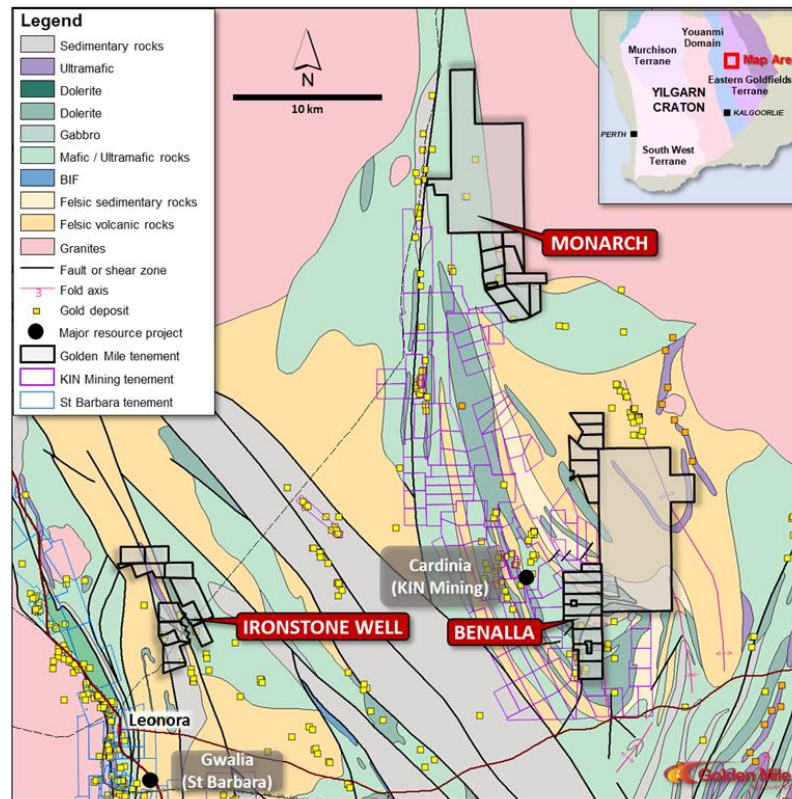 Legend
Sedimentary rocks
Ultramafic
Dolerite
Dolerite
Gabbro
Mafic / Ultramafic rocks
BIF
Felsic sedimentary rocks
Felsic volcanic rocks
Granites
Fault or shear zone
3
Fold axis
Gold deposit
Major resource project
Golden Mile tenement
KIN Mining tenement
St Barbara tenement
N
10 km
Youanmi
Domain
Murchison
Terrane
Map Area
Eastern Goldfields
Terrane
YILGARN
CRATON
KALGOORLIE
PERTH
South West
Terrane
MONARCH
Cardinia
(KIN Mining)
BENALLA
IRONSTONE WELL
Leonora
Gwalia
(St Barbara)
Golden Mile